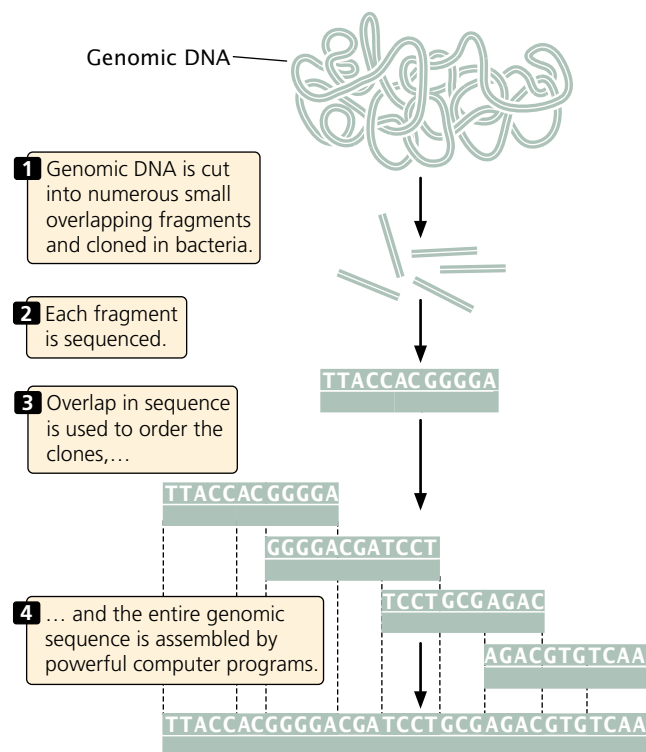 Genomic DNA
1 Genomic DNA is cut
into numerous small
overlapping fragments
and cloned in bacteria.
2 Each fragment
is sequenced.
TTACCACGGGGA
3 Overlap in sequence
is used to order the
clones,…
TTACCACGGGGA
GGGGACGATCCT
TCCTGCGAGAC
4 … and the entire genomic
sequence is assembled by
powerful computer programs.
AGACGTGTCAA
TTACCACGGGGACGATCCTGCGAGACGTGTCAA